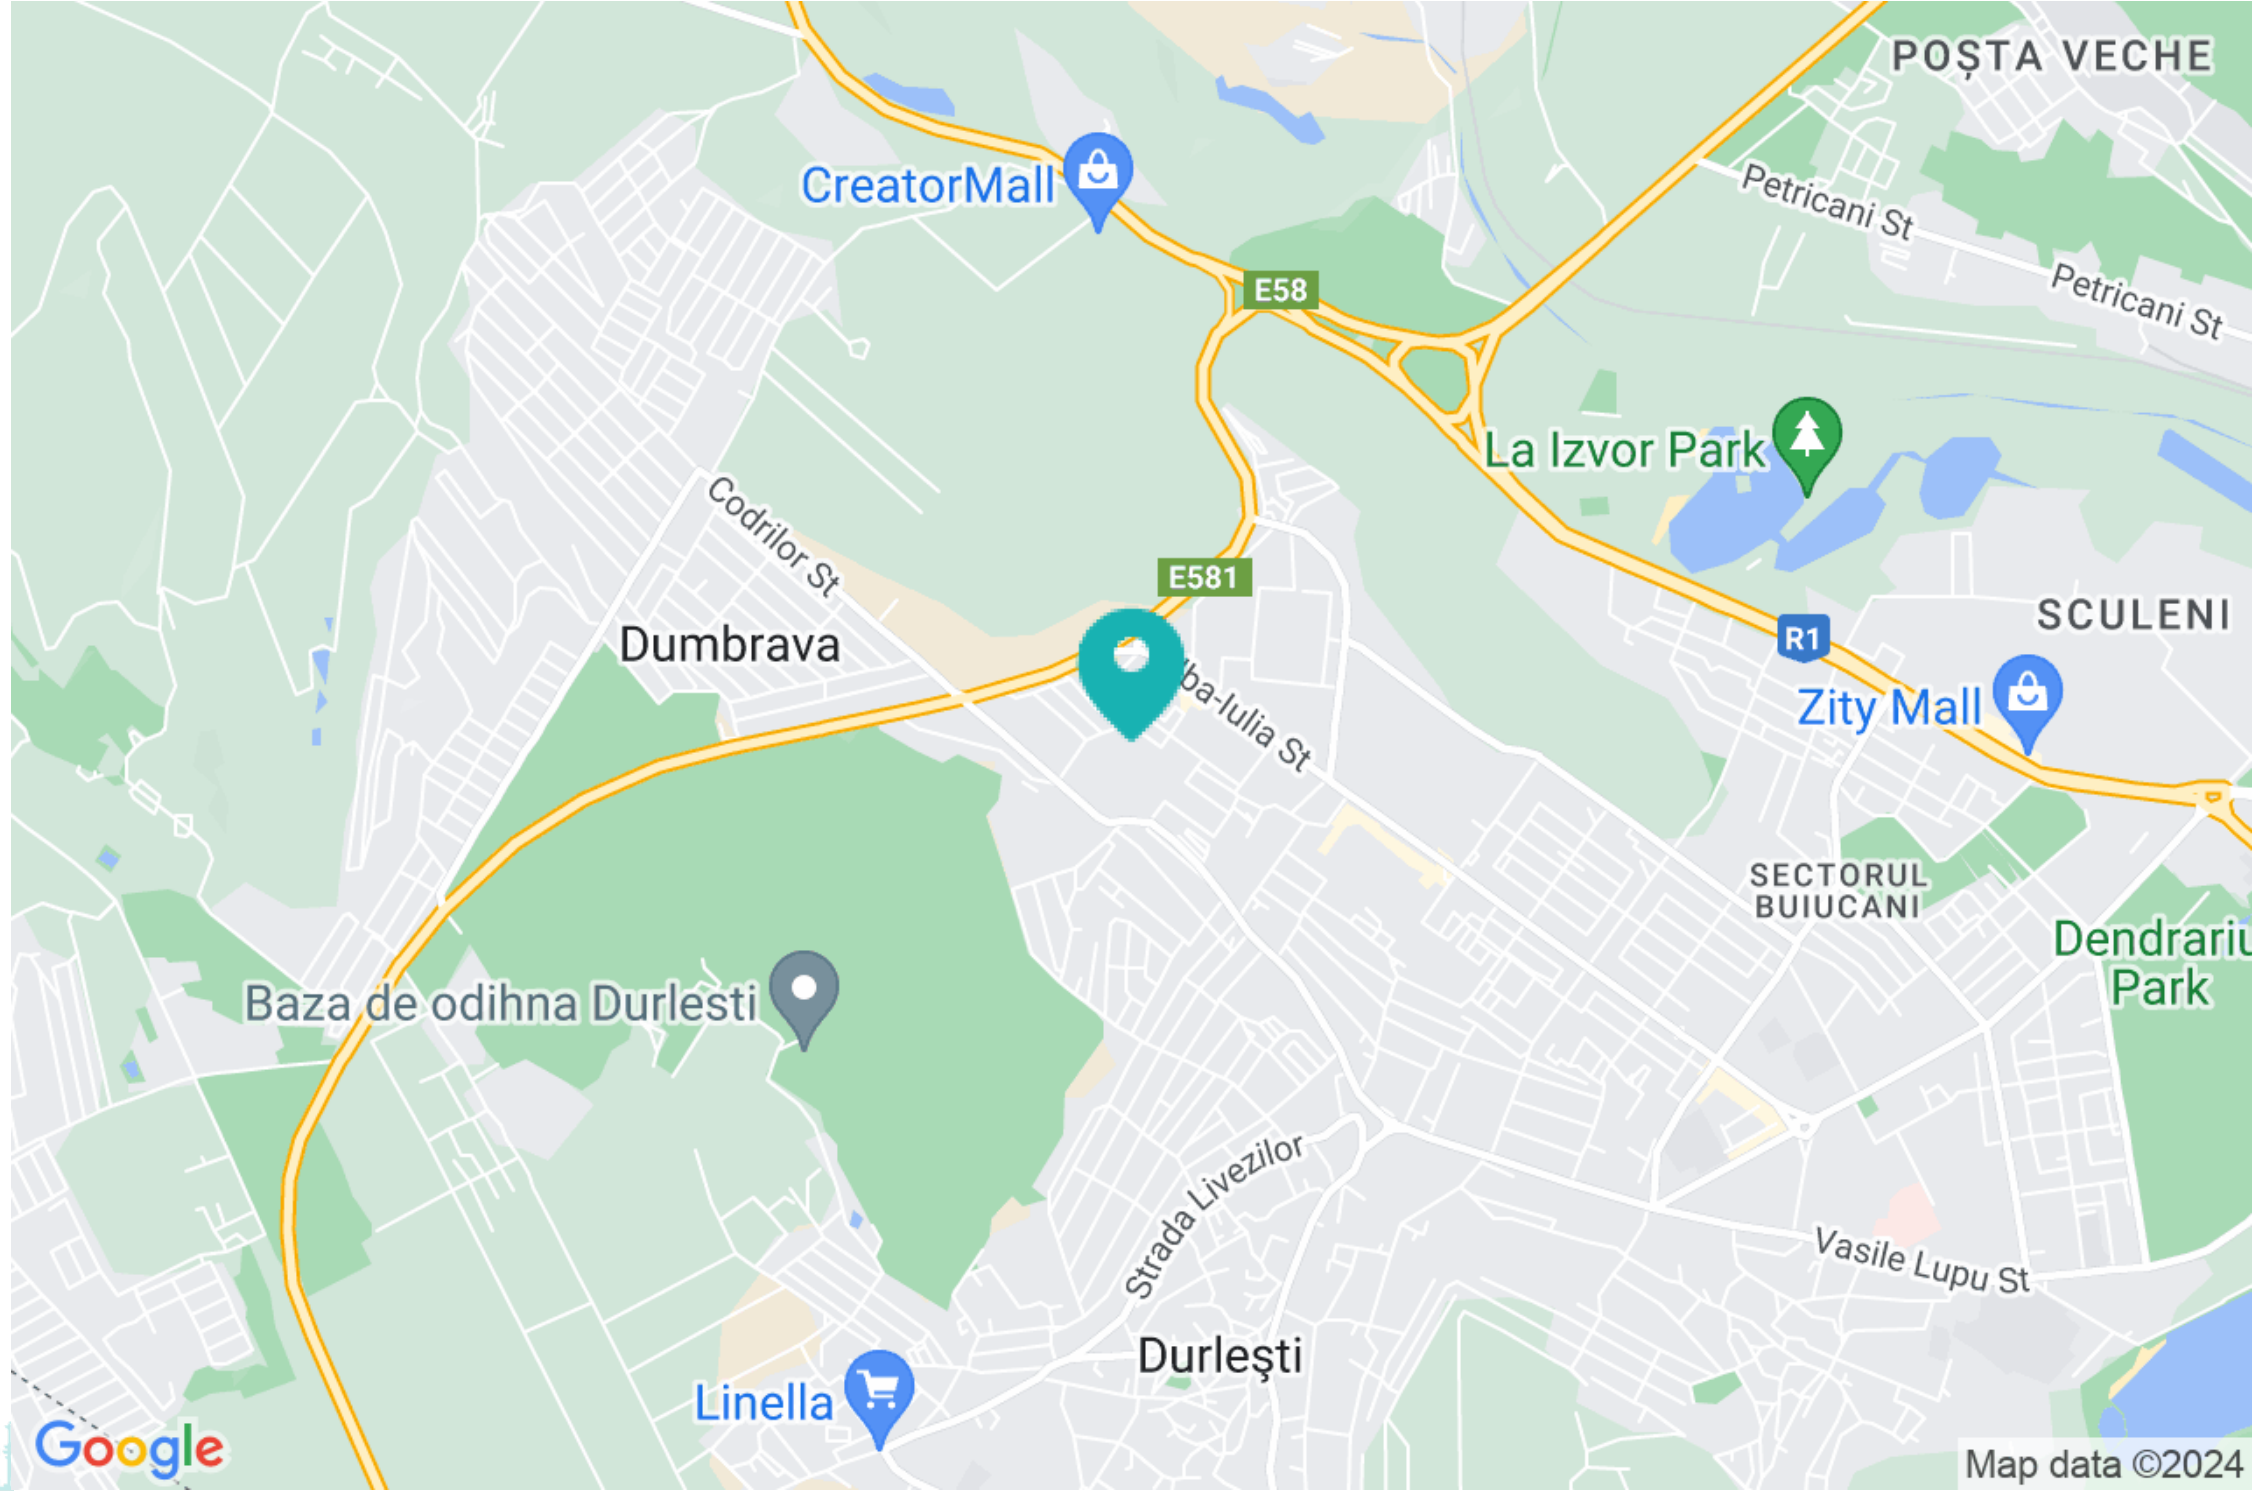 POȘTA VECHE
CreatorMall
Petricani St
E58
Petricani St
La Izvor Park
Codrilor St
E581
SCULENI
Dumbrava
R1
lba-Iulia St
Zity Mall
SECTORUL
BUIUCANI
Dendrariu
Park
Baza de odihna Durlesti
Strada Livezilor
Vasile Lupu St
Durleşti
Linella
Google
Map data ©2024